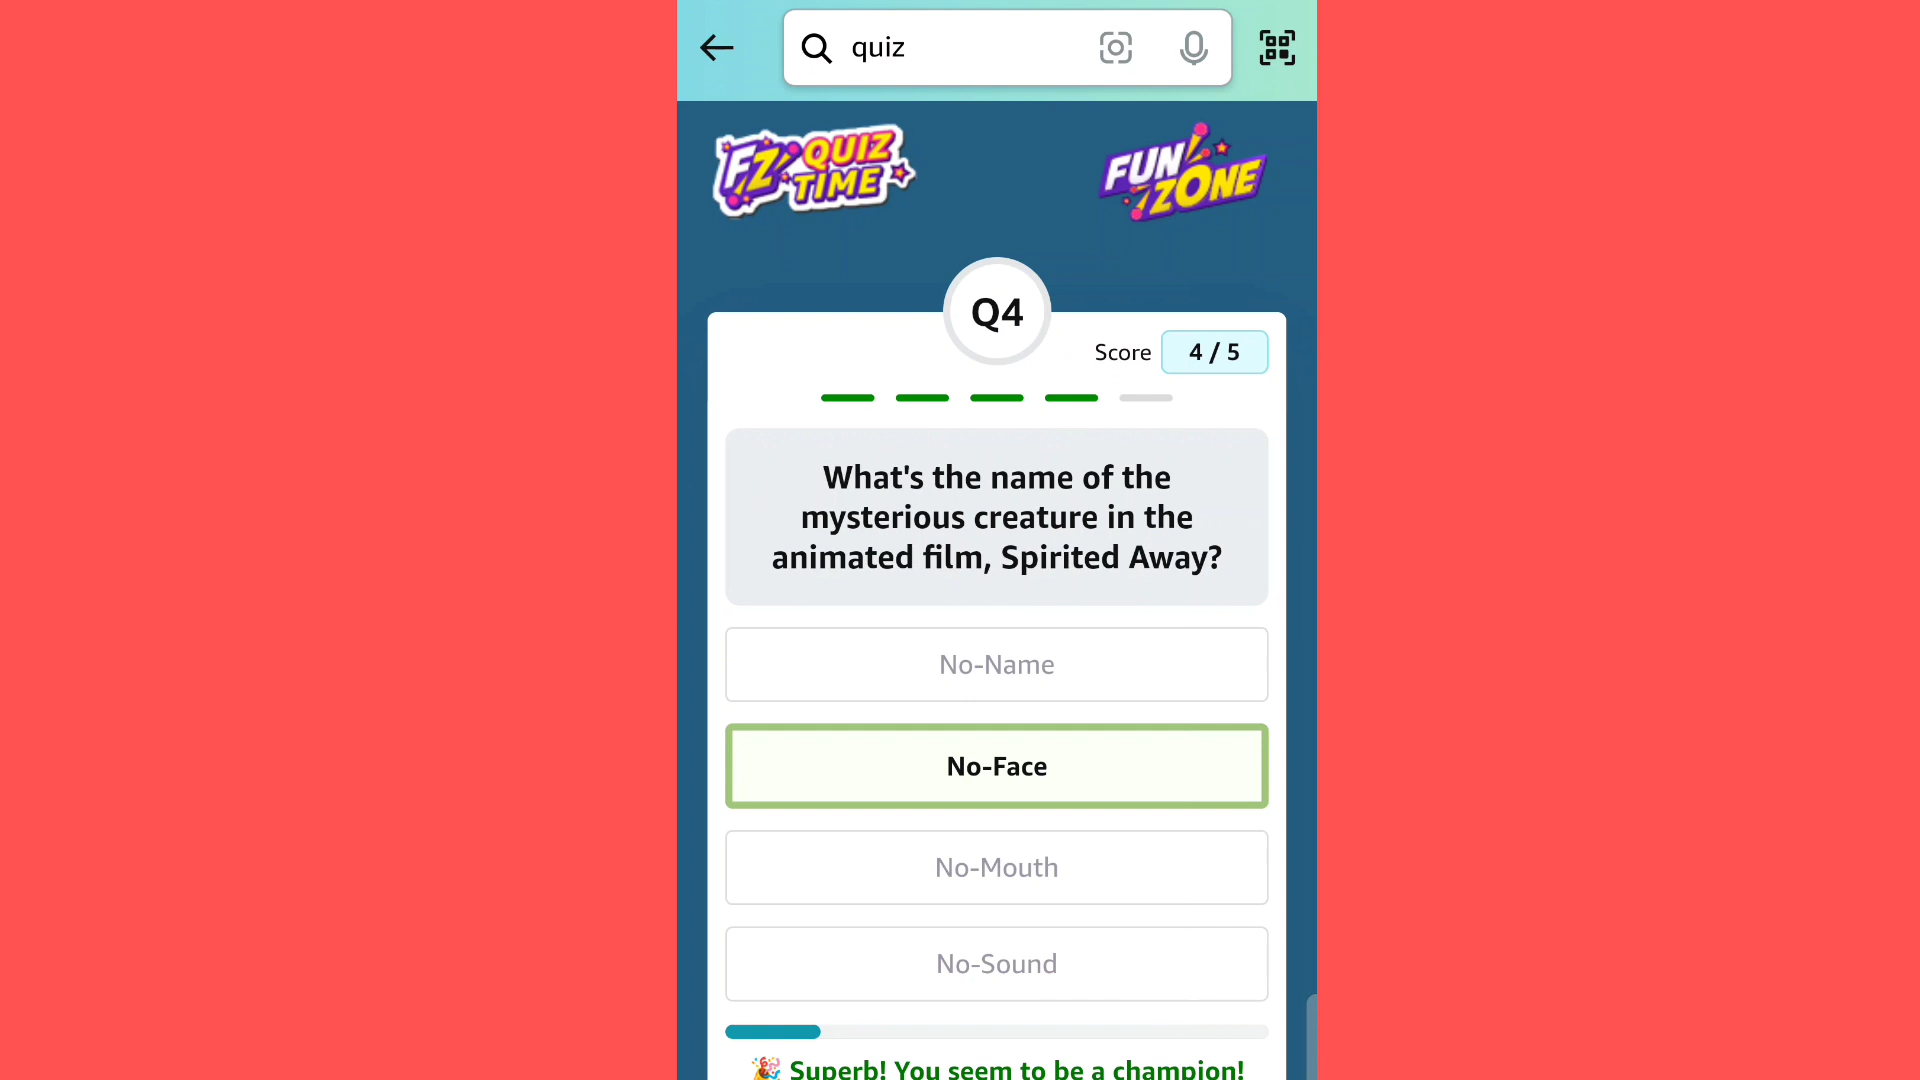 quiz
FZ QUIZ
TIME
FUN
ZONE
Q4
Score 4 / 5
What's the name of the
mysterious creature in the
animated film, Spirited Away?
No-Name
No-Face
No-Mouth
No-Sound
🎉 Superb! You seem to be a champion!